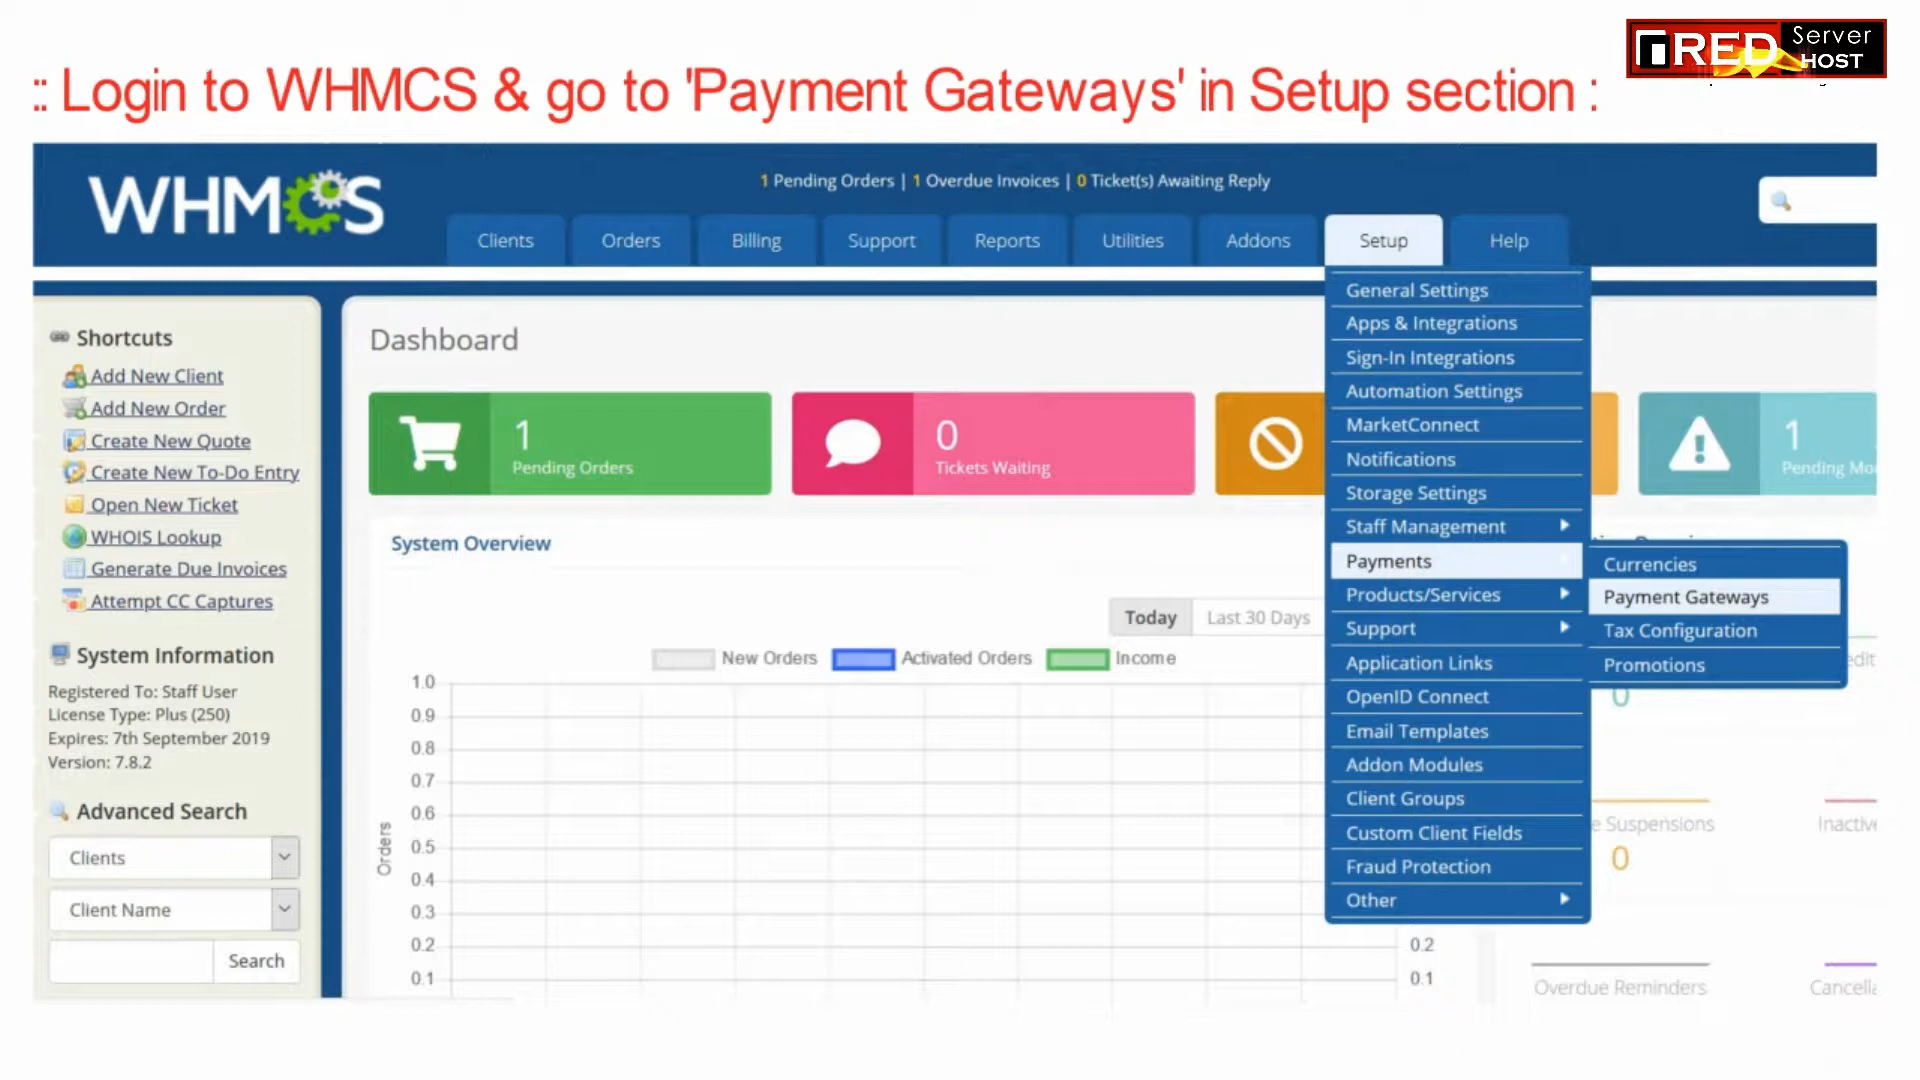 RED Server HOST
:: Login to WHMCS & go to 'Payment Gateways' in Setup section :
WHMCS
1 Pending Orders | 1 Overdue Invoices | 0 Ticket(s) Awaiting Reply
Clients
Orders
Billing
Support
Reports
Utilities
Addons
Setup
Help
Shortcuts
Add New Client
Add New Order
Create New Quote
Create New To-Do Entry
Open New Ticket
WHOIS Lookup
Generate Due Invoices
Attempt CC Captures
System Information
Registered To: Staff User
License Type: Plus (250)
Expires: 7th September 2019
Version: 7.8.2
Advanced Search
Clients
Client Name
Search
Dashboard
1
Pending Orders
0
Tickets Waiting
1
Pending
System Overview
Today
Last 30 Days
New Orders
Activated Orders
Income
Orders
1.0
0.9
0.8
0.7
0.6
0.5
0.4
0.3
0.2
0.1
0.2
0.1
General Settings
Apps & Integrations
Sign-In Integrations
Automation Settings
MarketConnect
Notifications
Storage Settings
Staff Management
Payments
Products/Services
Support
Application Links
OpenID Connect
Email Templates
Addon Modules
Client Groups
Custom Client Fields
Fraud Protection
Other
Currencies
Payment Gateways
Tax Configuration
Promotions
0
Suspensions
0
Overdue Reminders